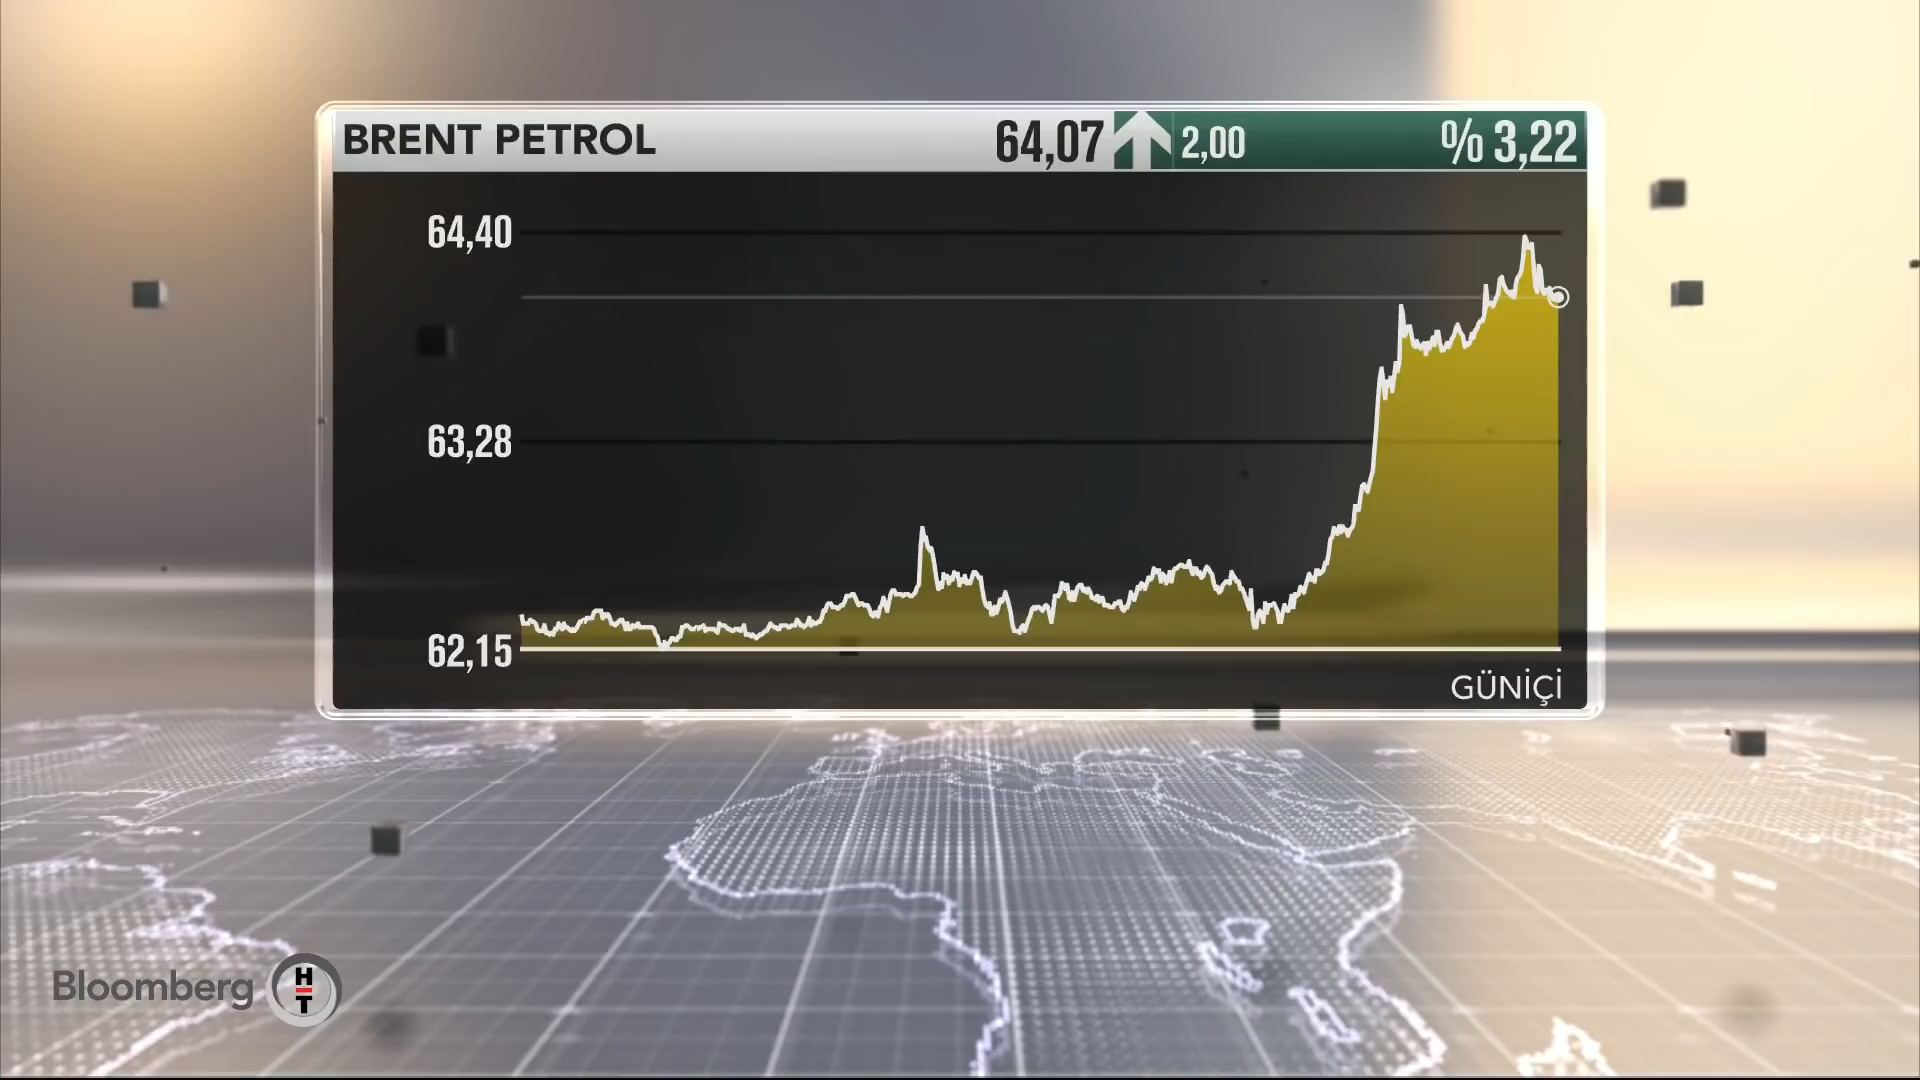 BRENT PETROL 64,07 2,00 % 3,22
64,40
63,28
62,15
GÜNİÇİ
Bloomberg HT